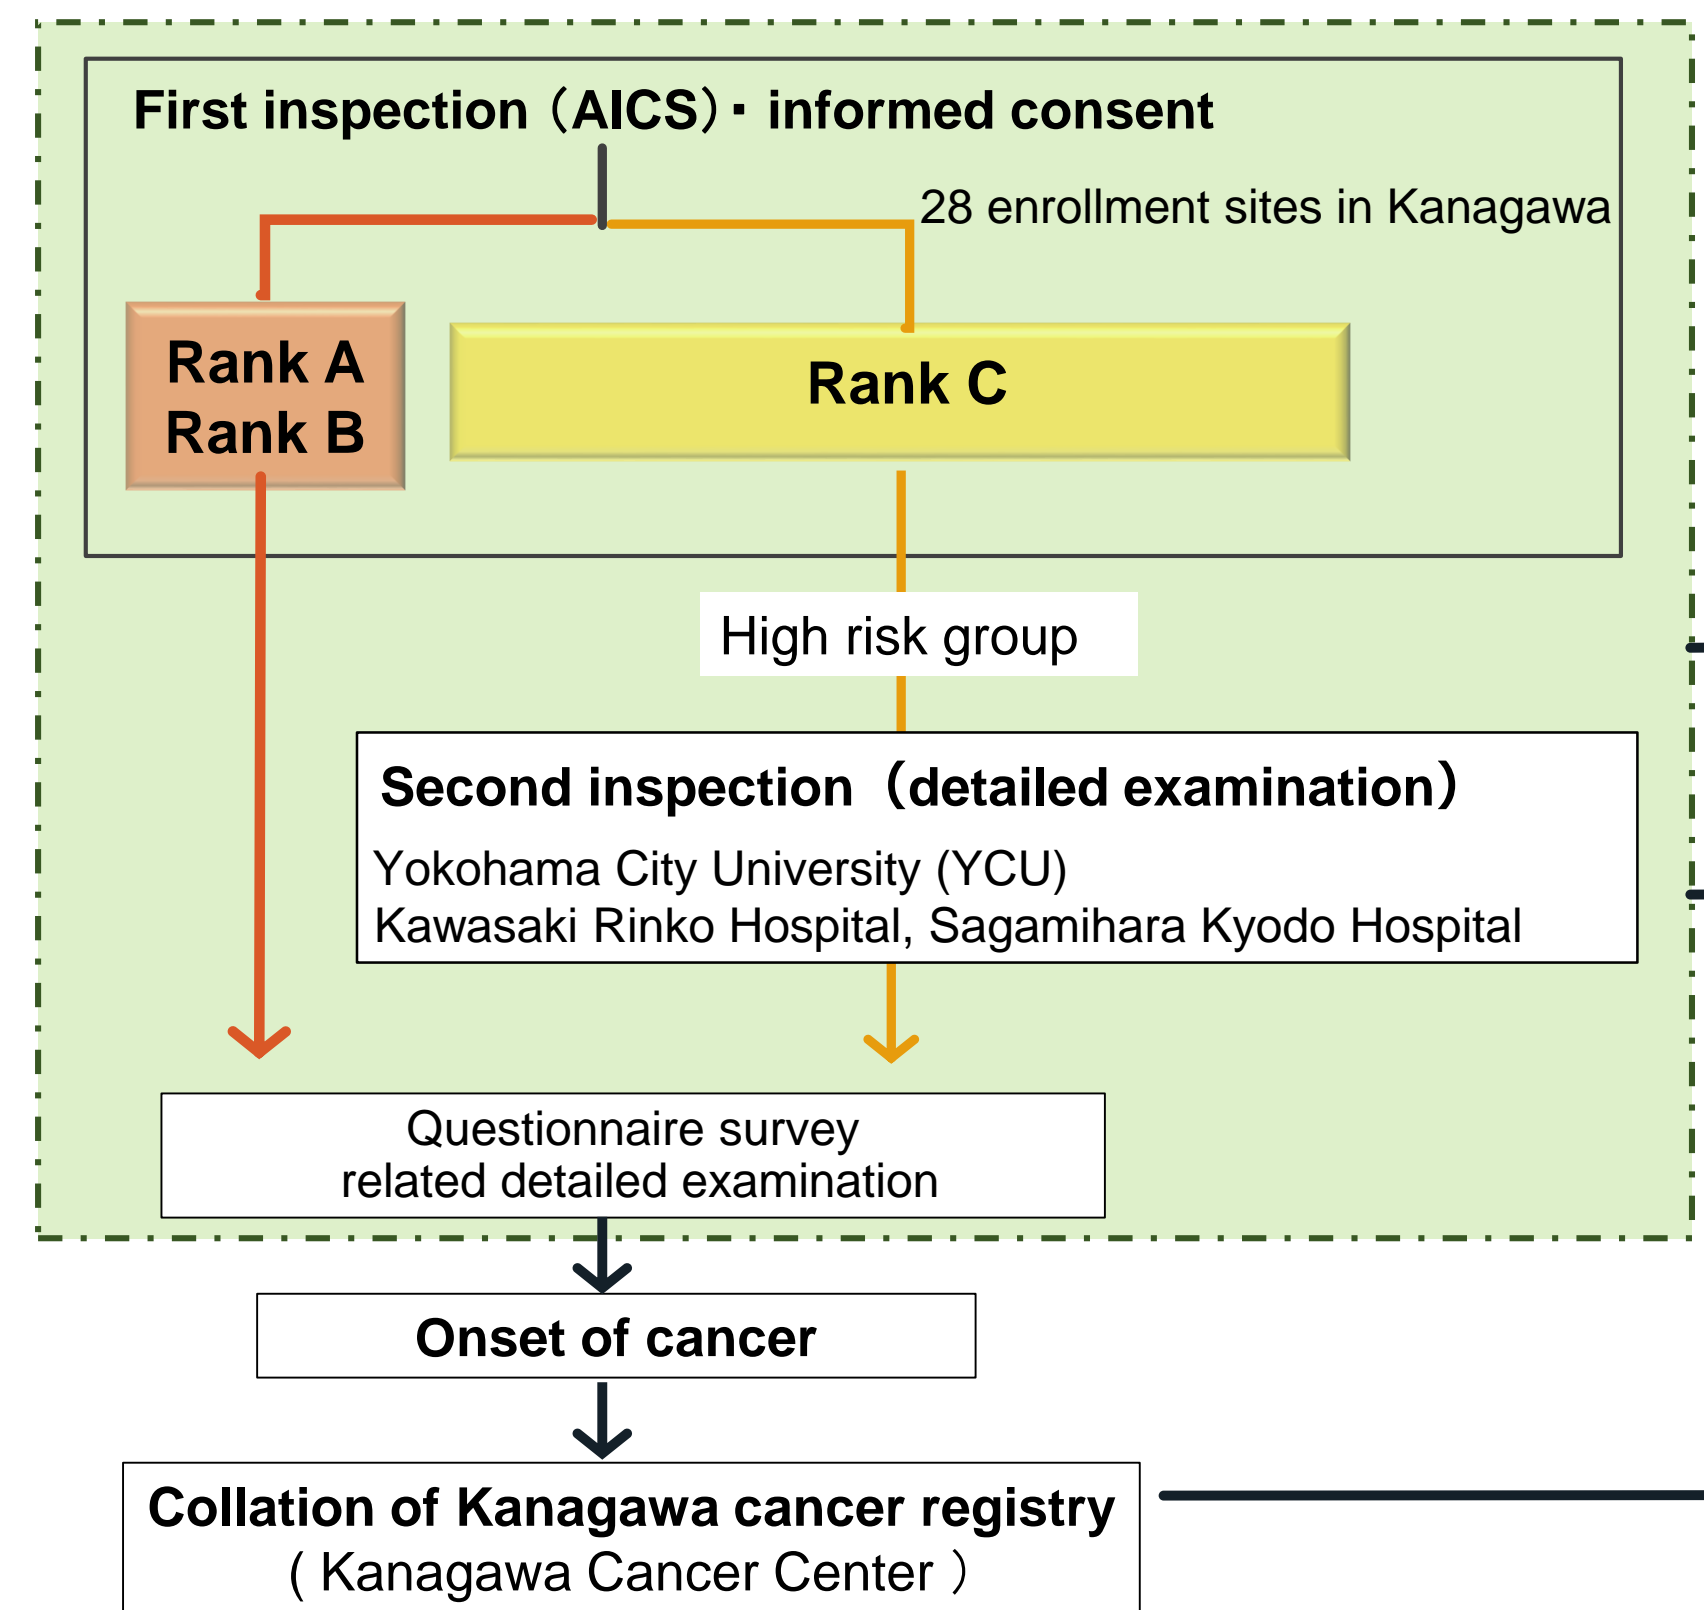 First inspection（AICS）・informed consent
28 enrollment sites in Kanagawa
Rank A
Rank B
Rank C
High risk group
Second inspection（detailed examination）
Yokohama City University (YCU)
Kawasaki Rinko Hospital, Sagamihara Kyodo Hospital
Questionnaire survey
related detailed examination
Onset of cancer
Collation of Kanagawa cancer registry
( Kanagawa Cancer Center ）